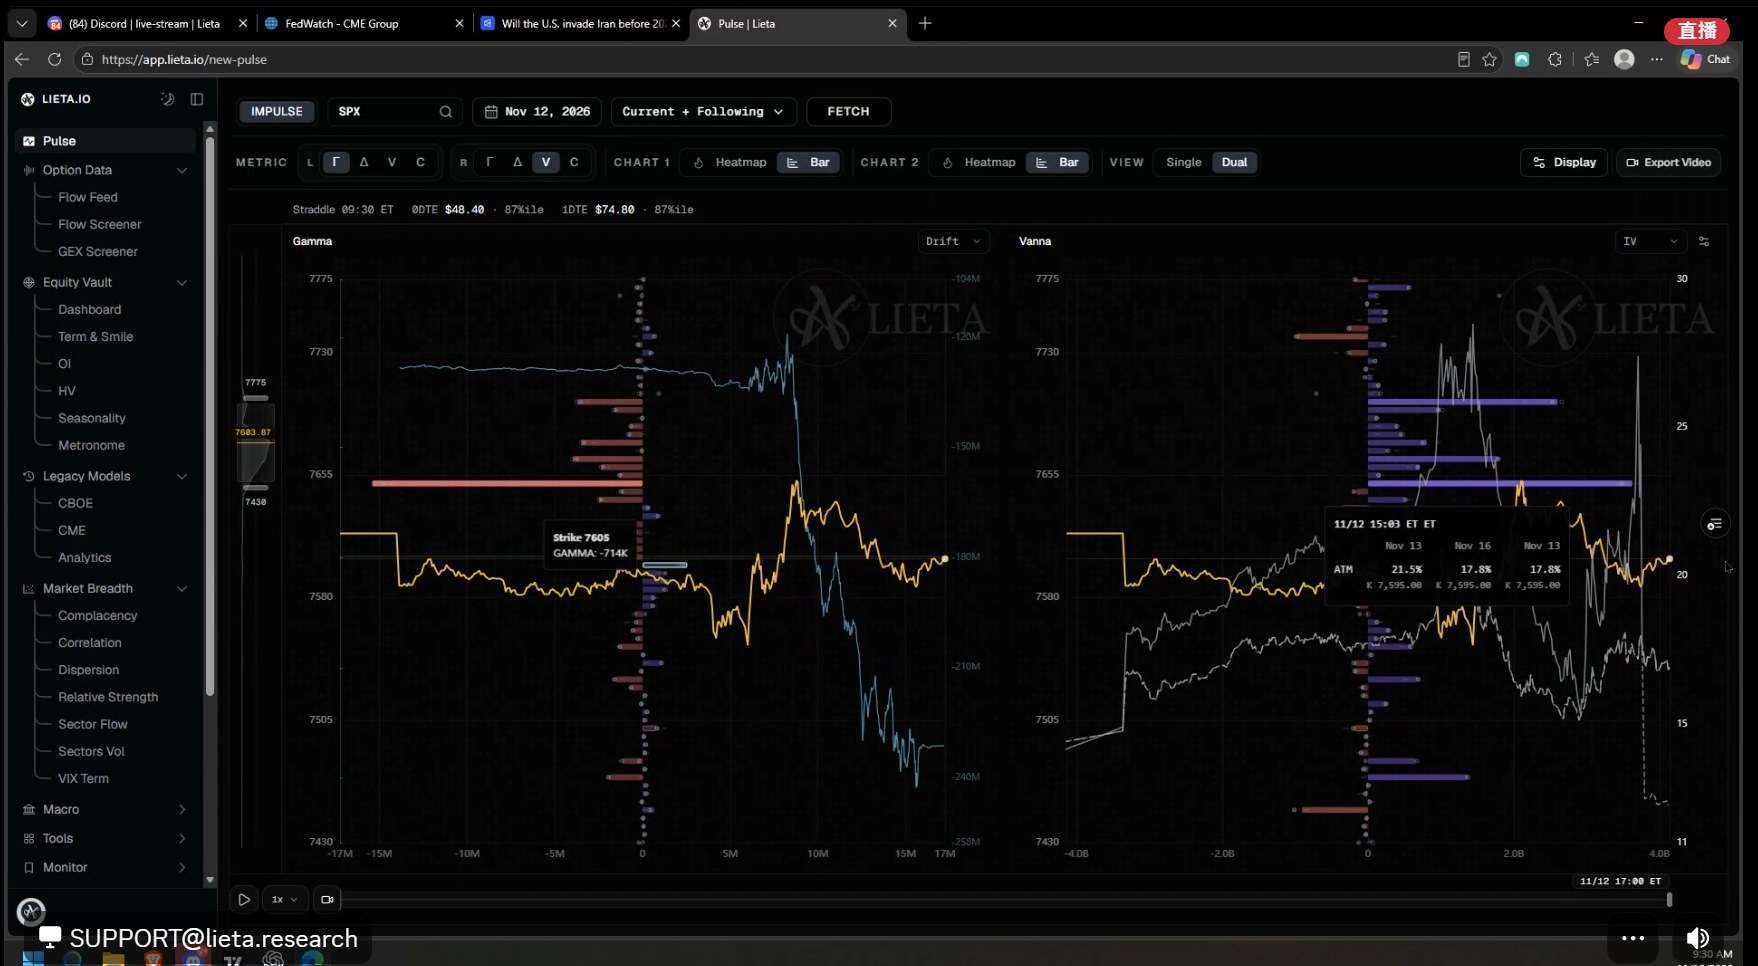 (84) Discord | live-stream | Lieta
FedWatch - CME Group
Will the U.S. invade Iran before 20
Pulse | Lieta
直播
https://app.lieta.io/new-pulse
Chat
LIETA.IO
IMPULSE
SPX
Nov 12, 2026
Current + Following
FETCH
Pulse
Option Data
Flow Feed
Flow Screener
GEX Screener
Equity Vault
Dashboard
Term & Smile
OI
HV
Seasonality
Metronome
Legacy Models
CBOE
CME
Analytics
Market Breadth
Complacency
Correlation
Dispersion
Relative Strength
Sector Flow
Sectors Vol
VIX Term
Macro
Tools
Monitor
METRIC L Γ Δ V C R Γ Δ V C CHART 1 Heatmap Bar CHART 2 Heatmap Bar VIEW Single Dual
Display
Export Video
Straddle 09:30 ET 0DTE $48.40 · 87%ile 1DTE $74.80 · 87%ile
7775
7603.87
7430
Gamma
Drift
7775
7730
7655
7580
7505
7430
-104M
-120M
-150M
-180M
-210M
-240M
-258M
-17M -15M -10M -5M 0 5M 10M 15M 17M
Strike 7605
GAMMA: -714K
LIETA
Vanna
IV
7775
7730
7655
7580
7505
7430
30
25
20
15
11
-4.0B -2.0B 0 2.0B 4.0B
LIETA
11/12 15:03 ET ET
Nov 13 Nov 16 Nov 13
ATM 21.5% 17.8% 17.8%
K 7,595.00 K 7,595.00 K 7,595.00
11/12 17:00 ET
1x
SUPPORT@lieta.research
9:30 AM